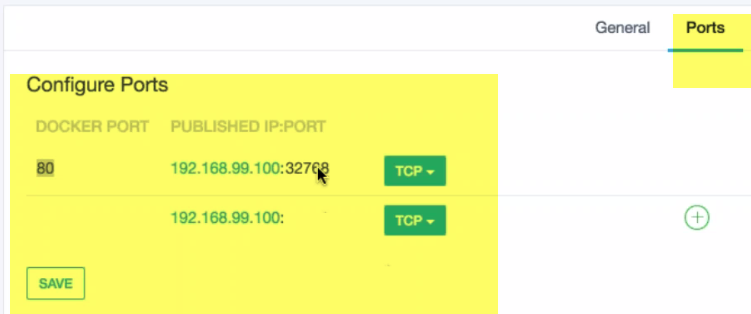 General Ports
Configure Ports
DOCKER PORT PUBLISHED IP:PORT
80 192.168.99.100:32768 TCP
192.168.99.100: TCP
SAVE